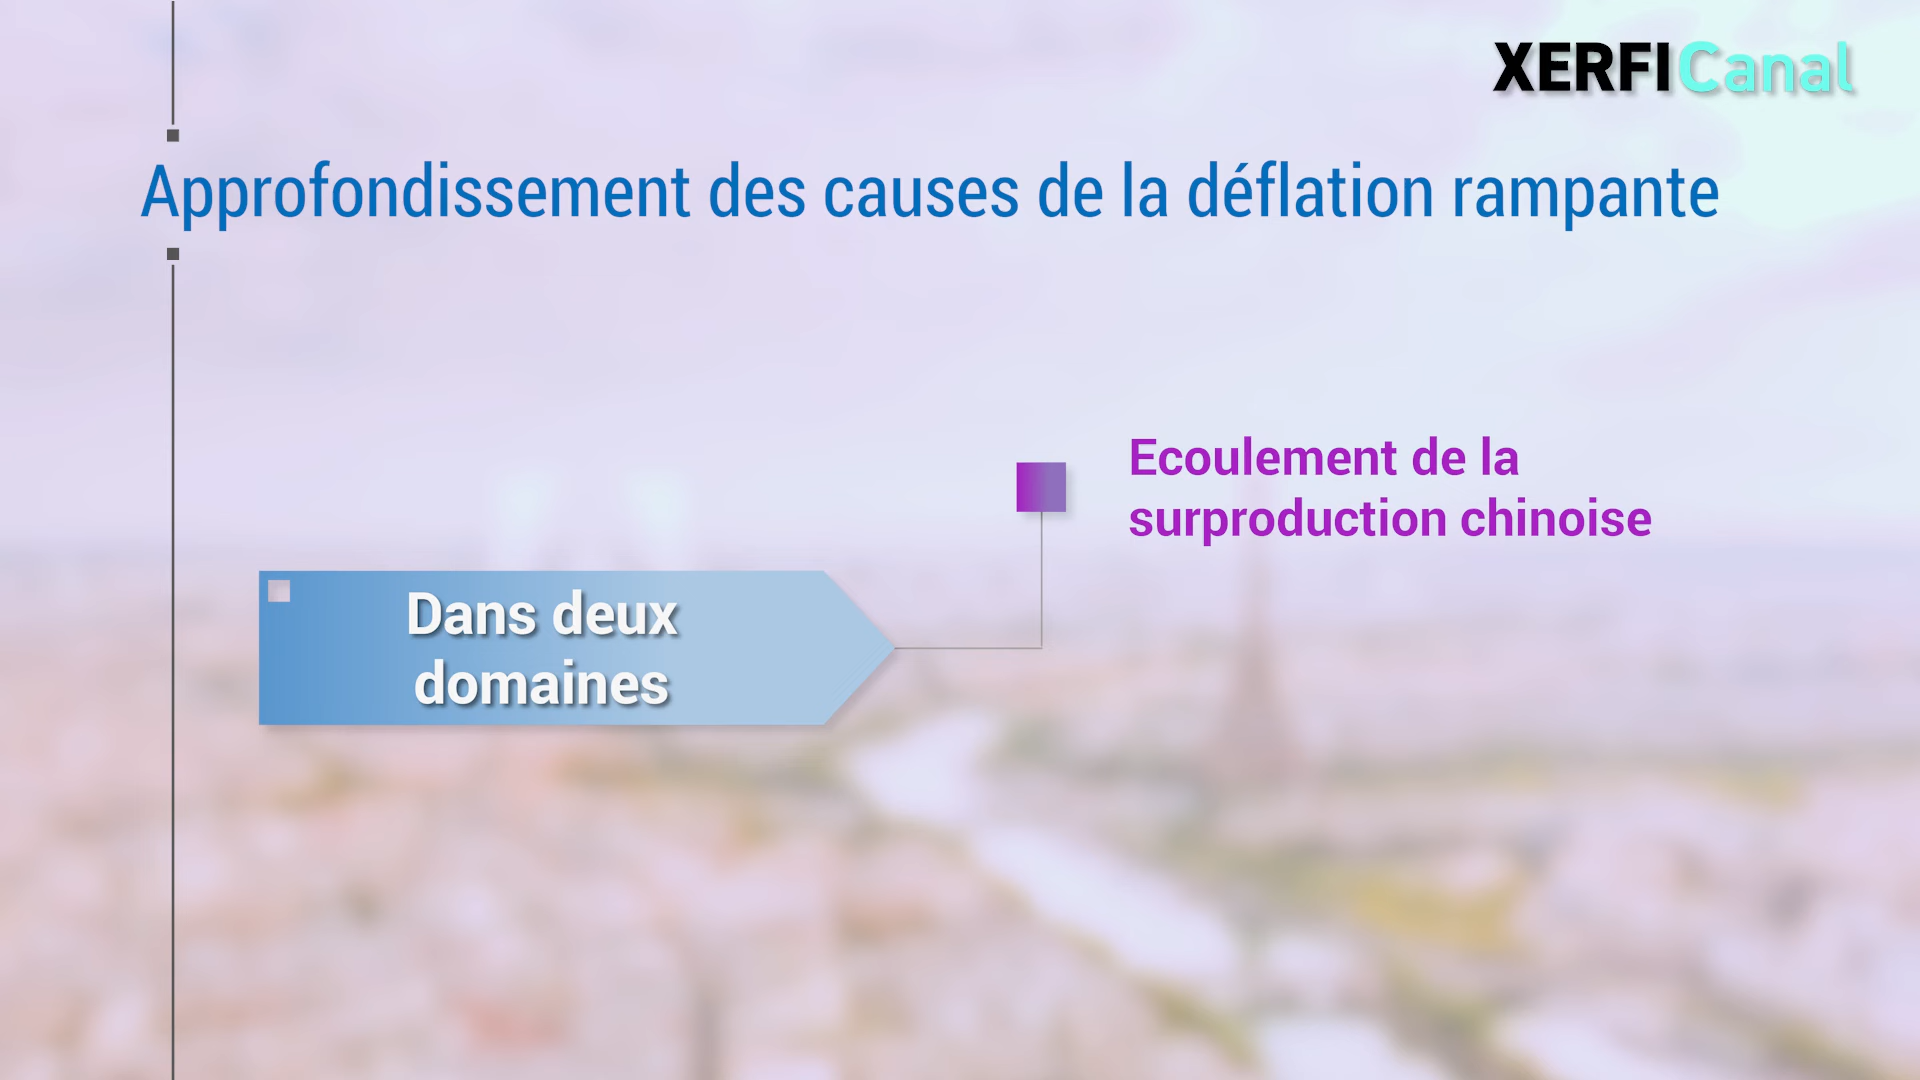 XERFI Canal
Approfondissement des causes de la déflation rampante
Ecoulement de la
surproduction chinoise
Dans deux
domaines